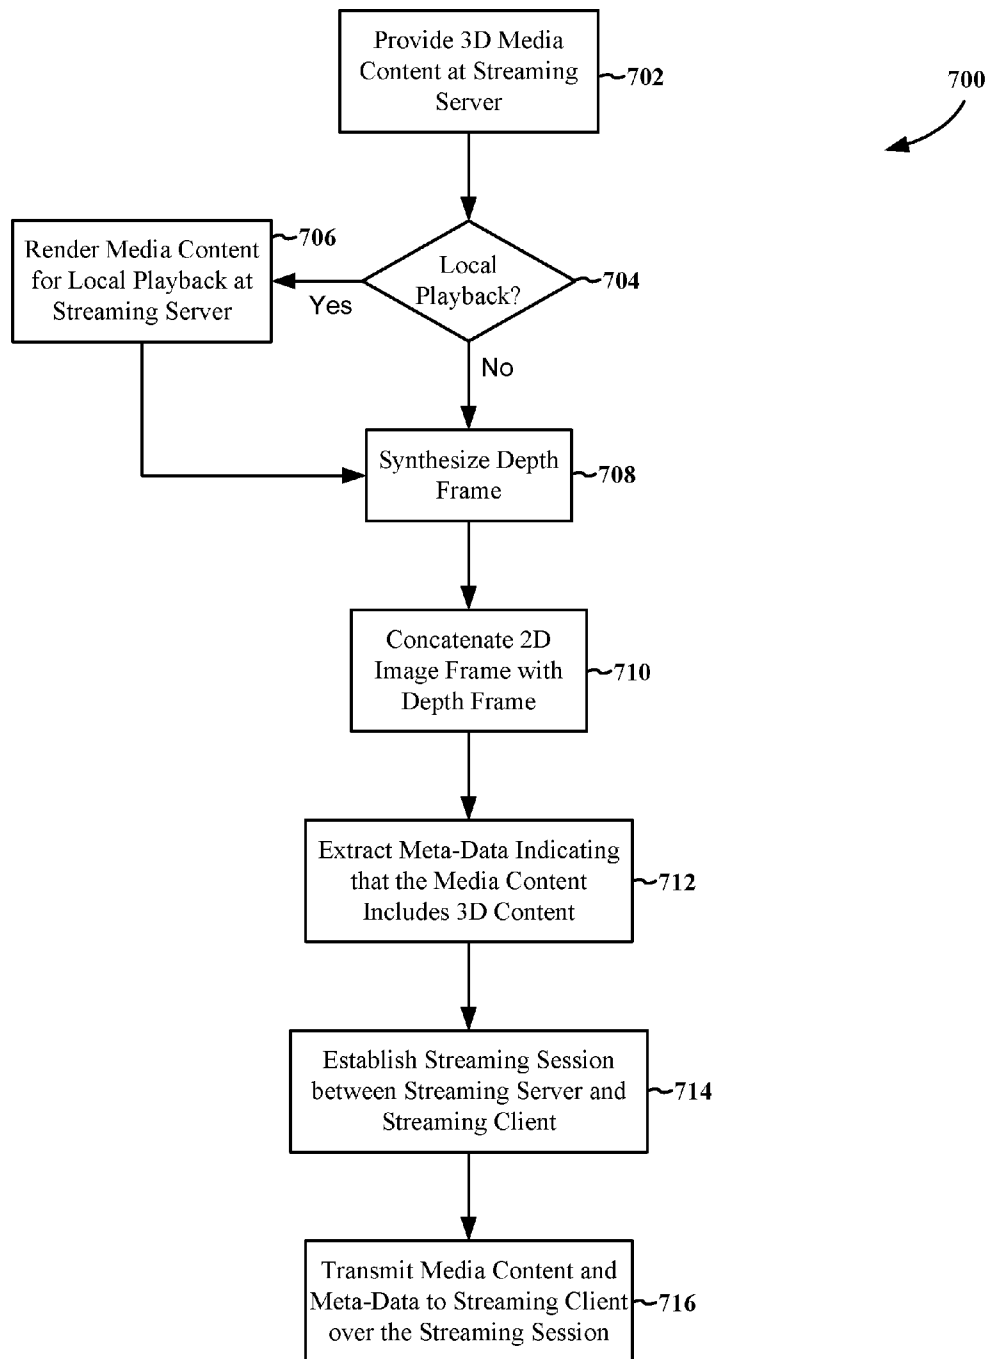 Provide 3D Media
Content at Streaming
Server
702
700
Local
Playback?
704
Yes
No
Render Media Content
for Local Playback at
Streaming Server
706
Synthesize Depth
Frame
708
Concatenate 2D
Image Frame with
Depth Frame
710
Extract Meta-Data Indicating
that the Media Content
Includes 3D Content
712
Establish Streaming Session
between Streaming Server and
Streaming Client
714
Transmit Media Content and
Meta-Data to Streaming Client
over the Streaming Session
716